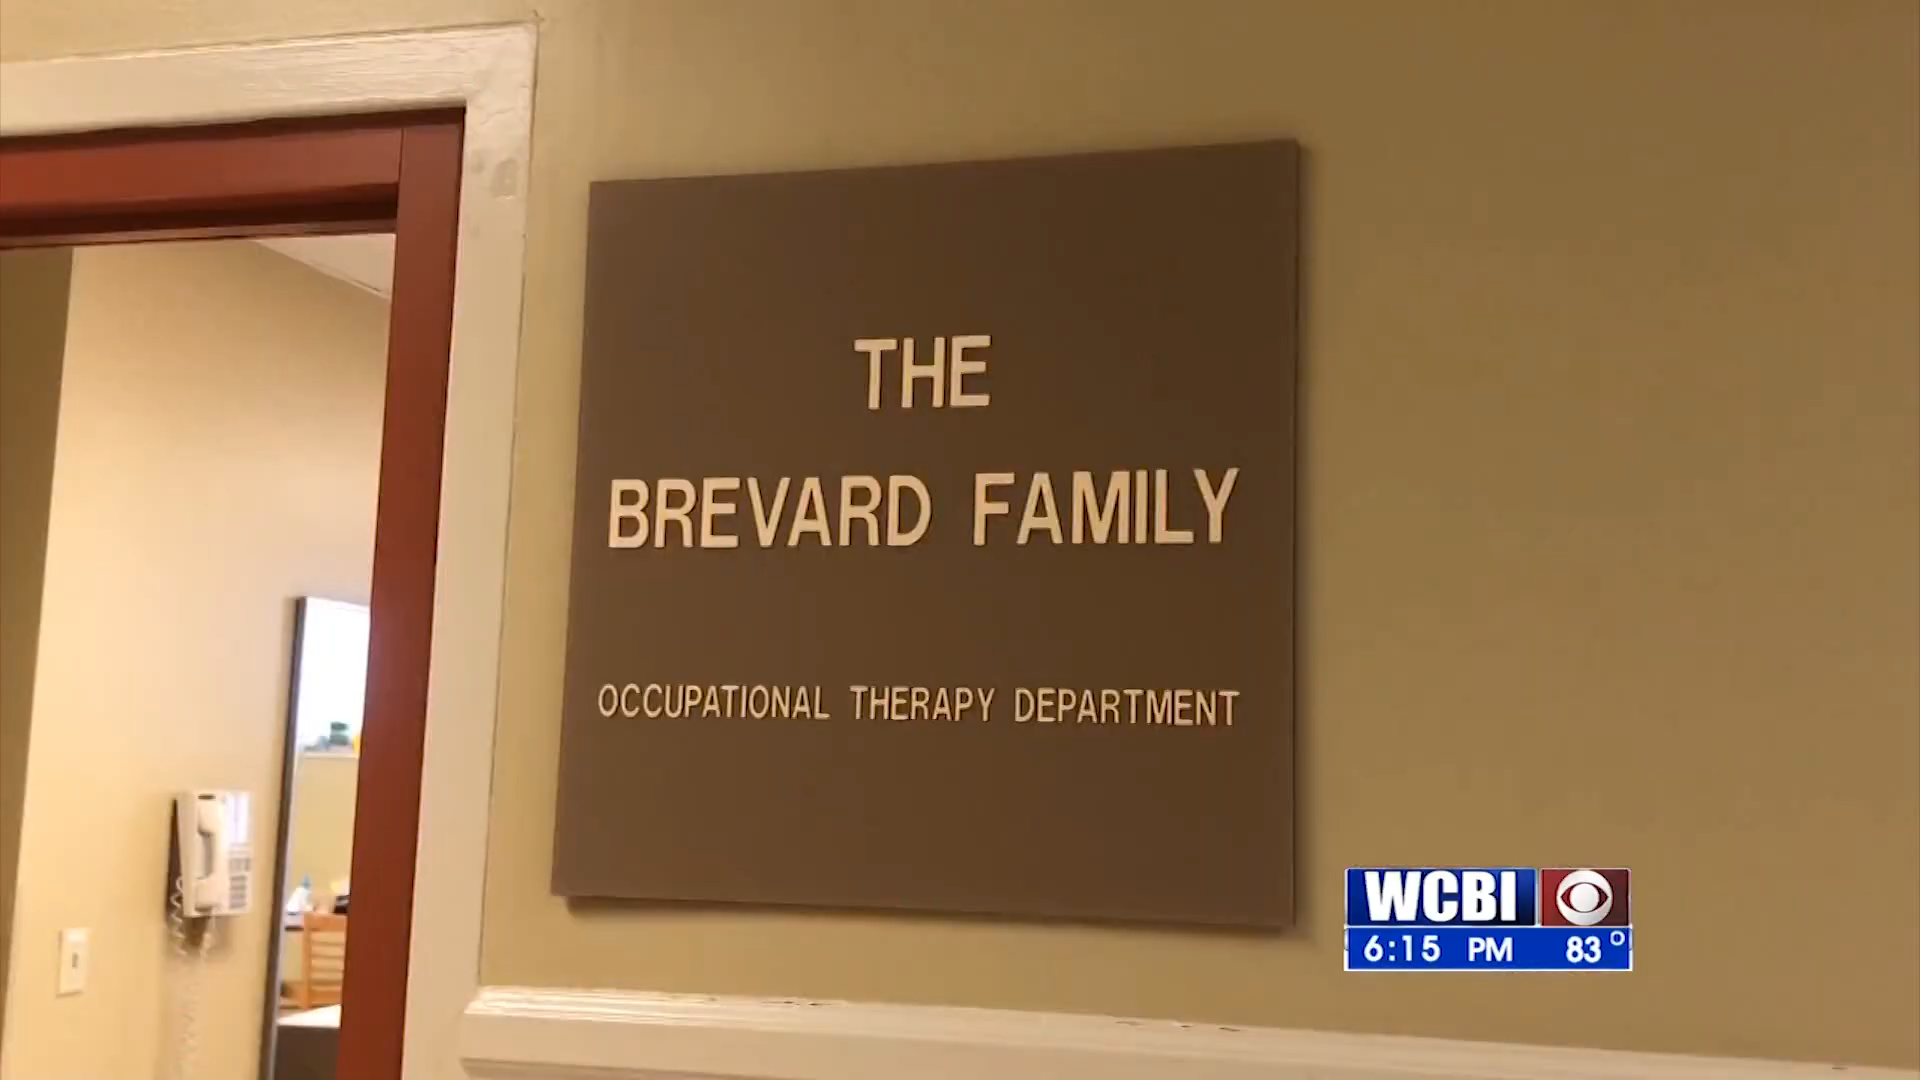 THE
BREVARD FAMILY
OCCUPATIONAL THERAPY DEPARTMENT
WCBI
6:15 PM 83°